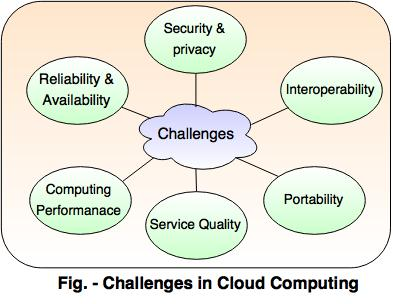 Security &
privacy
Reliability &
Availability
Interoperability
Challenges
Computing
Performanace
Portability
Service Quality
Fig. - Challenges in Cloud Computing